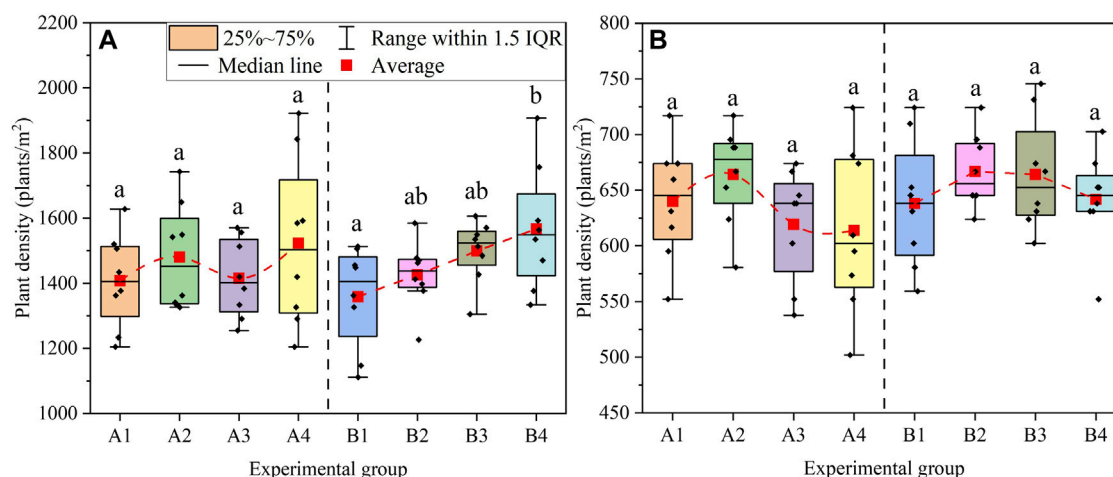 A
25%~75%
Range within 1.5 IQR
Median line
Average
Plant density (plants/m²)
2200
2000
1800
1600
1400
1200
1000
a
a
a
a
a
ab
ab
b
A1 A2 A3 A4 B1 B2 B3 B4
Experimental group
B
Plant density (plants/m²)
800
750
700
650
600
550
500
450
a
a
a
a
a
a
a
a
A1 A2 A3 A4 B1 B2 B3 B4
Experimental group